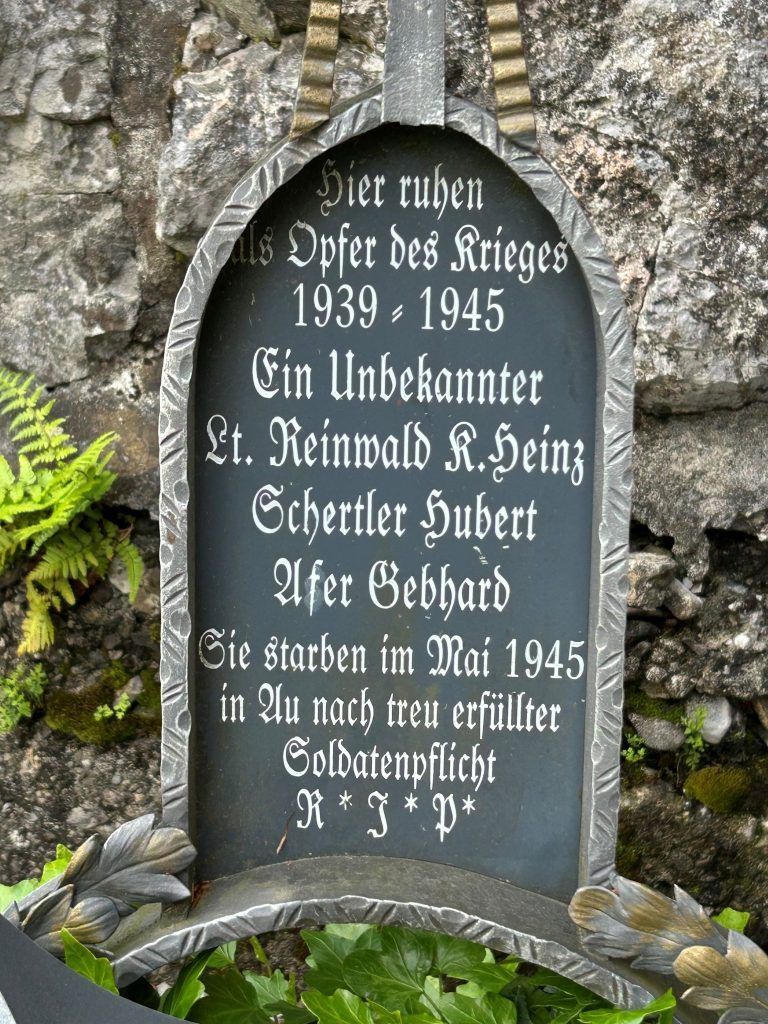 Hier ruhen
als Opfer des Krieges
1939 - 1945
Ein Unbekannter
Lt. Reinwald K. Heinz
Schertler Hubert
Afer Gebhard
Sie starben im Mai 1945
in Au nach treu erfüllter
Soldatenpflicht
R * I * P *